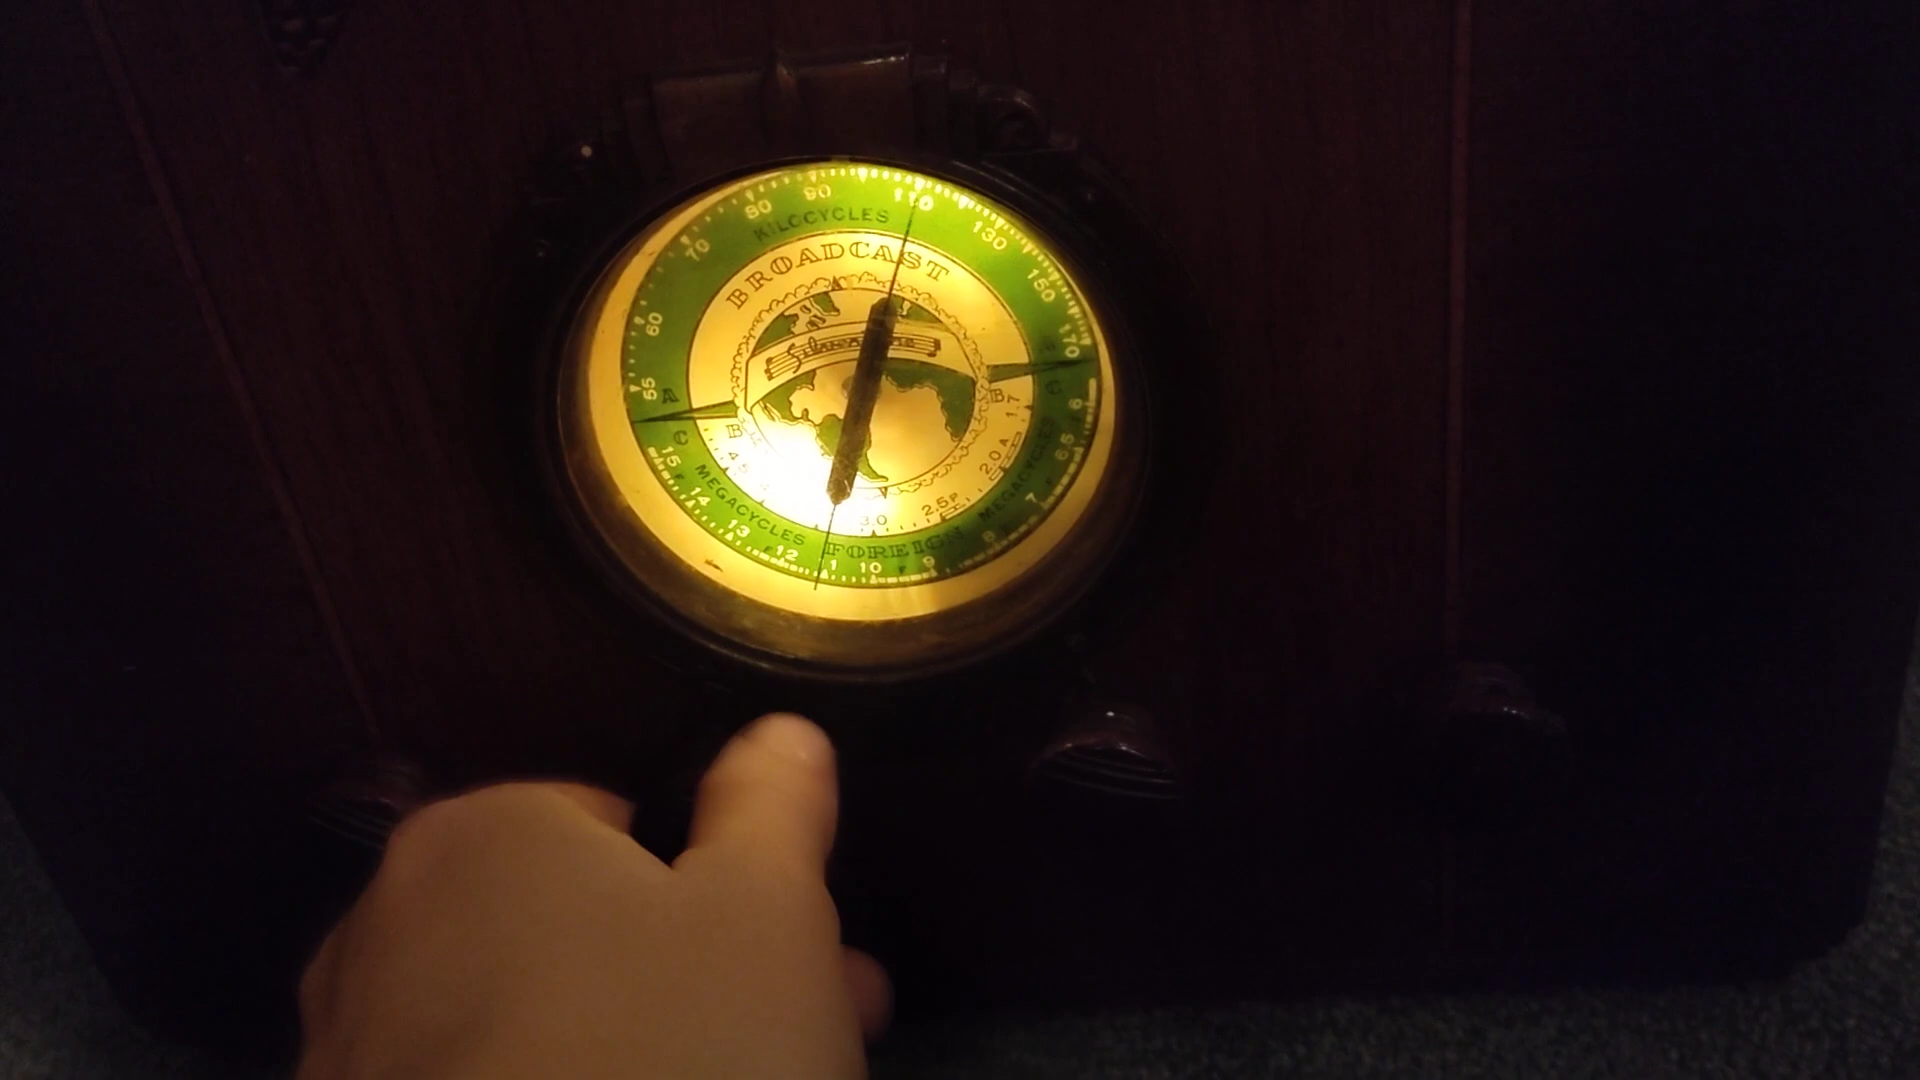 80 90 110
KILOCYCLES
70 130
BROADCAST
150
60
170
Silvertone
55 A
B 1.7 6
C B
15 2.0 A 6.5
MEGACYCLES MEGACYCLES
14 2.5 P 7
3.0
13 FOREIGN 8
12 10 9